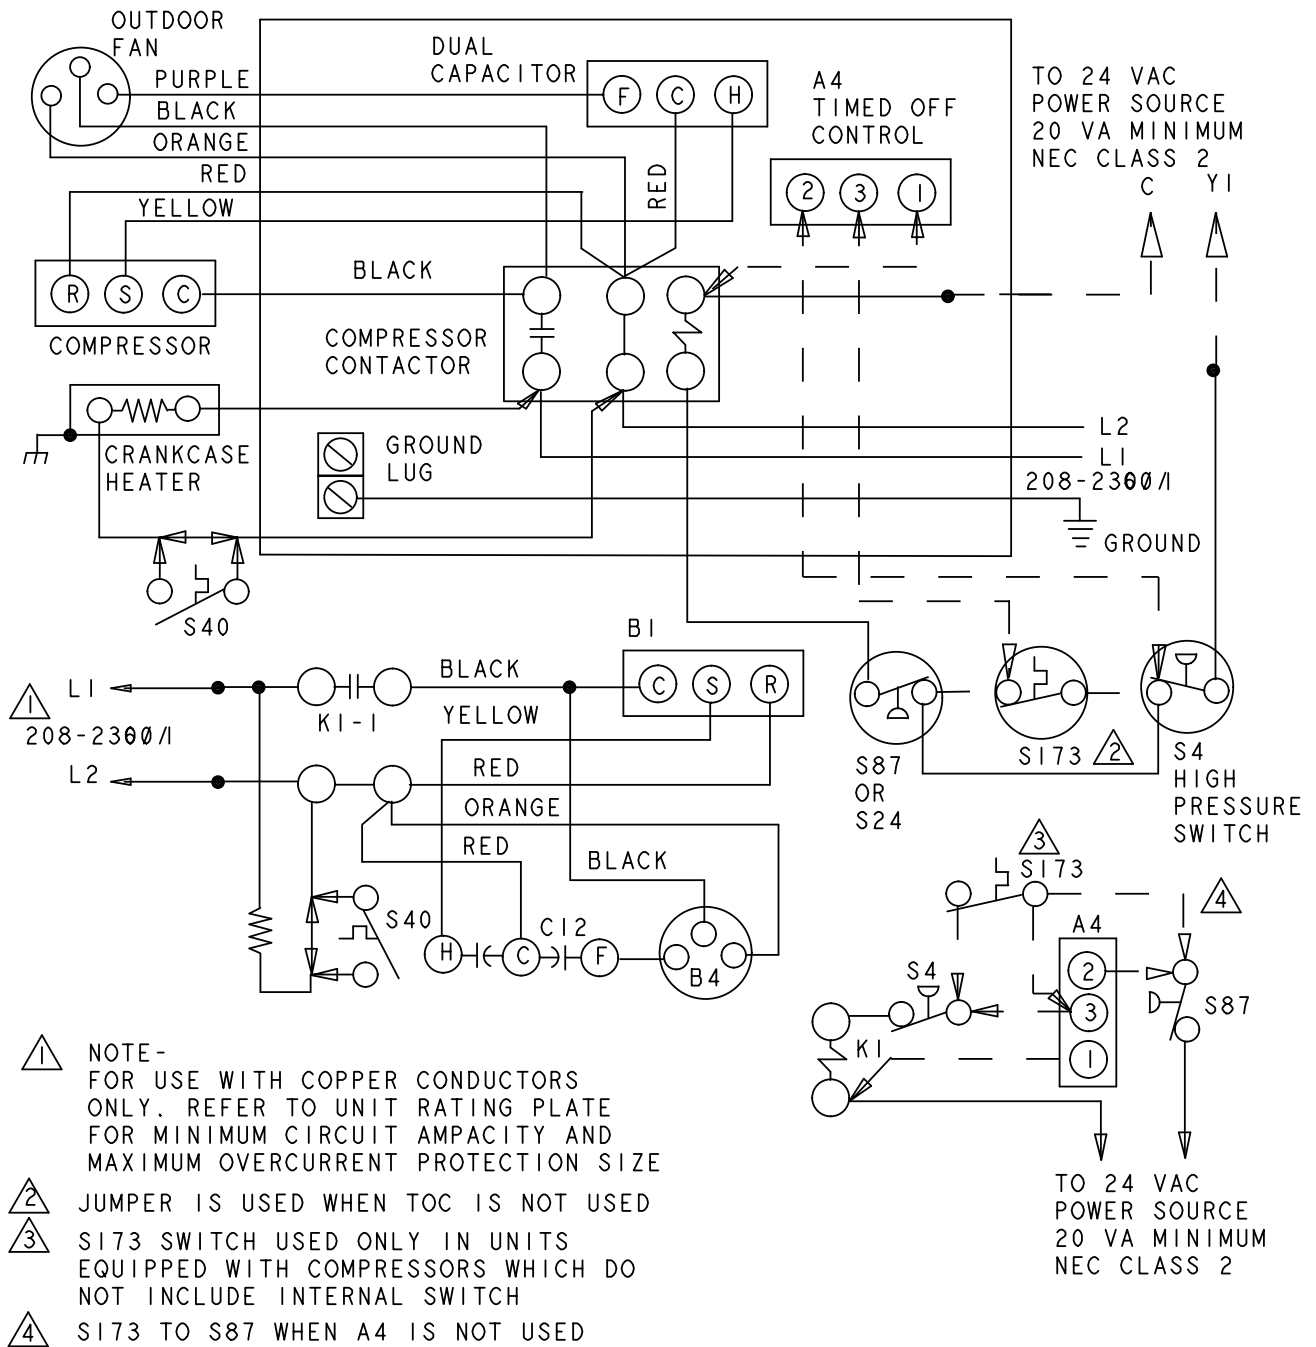 OUTDOOR
FAN
PURPLE
BLACK
ORANGE
RED
YELLOW
DUAL
CAPACITOR
F C H
RED
A4
TIMED OFF
CONTROL
2 3 1
TO 24 VAC
POWER SOURCE
20 VA MINIMUM
NEC CLASS 2
C Y1
R S C
COMPRESSOR
BLACK
COMPRESSOR
CONTACTOR
CRANKCASE
HEATER
GROUND
LUG
L2
L1
GROUND
S40
B1
L1
1
L2
K1-1
BLACK
YELLOW
RED
ORANGE
RED
BLACK
C S R
S40
C12
H C F
B4
S87
OR
S24
S173
2
S4
HIGH
PRESSURE
SWITCH
3
S173
4
A4
2
3
1
S4
S87
K1
TO 24 VAC
POWER SOURCE
20 VA MINIMUM
NEC CLASS 2
1 NOTE-
FOR USE WITH COPPER CONDUCTORS
ONLY. REFER TO UNIT RATING PLATE
FOR MINIMUM CIRCUIT AMPACITY AND
MAXIMUM OVERCURRENT PROTECTION SIZE
2 JUMPER IS USED WHEN TOC IS NOT USED
3 S173 SWITCH USED ONLY IN UNITS
EQUIPPED WITH COMPRESSORS WHICH DO
NOT INCLUDE INTERNAL SWITCH
4 S173 TO S87 WHEN A4 IS NOT USED